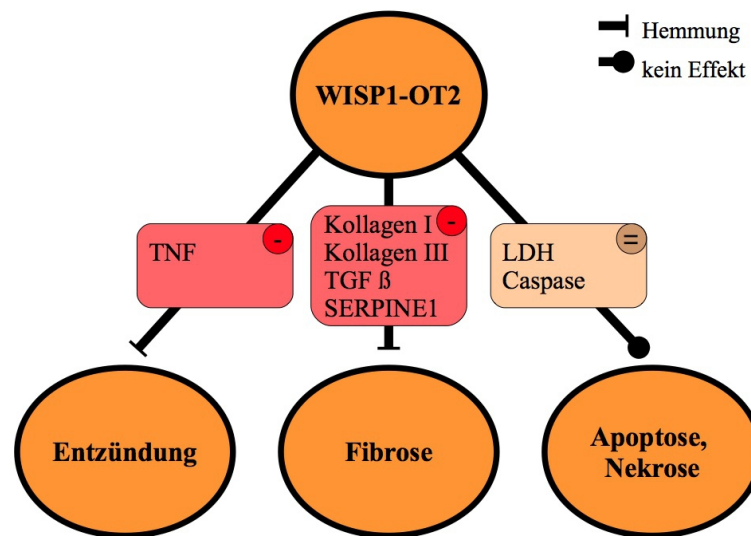 Hemmung
kein Effekt
WISP1-OT2
TNF
-
Kollagen I
Kollagen III
TGF ß
SERPINE1
-
LDH
Caspase
=
Entzündung
Fibrose
Apoptose,
Nekrose